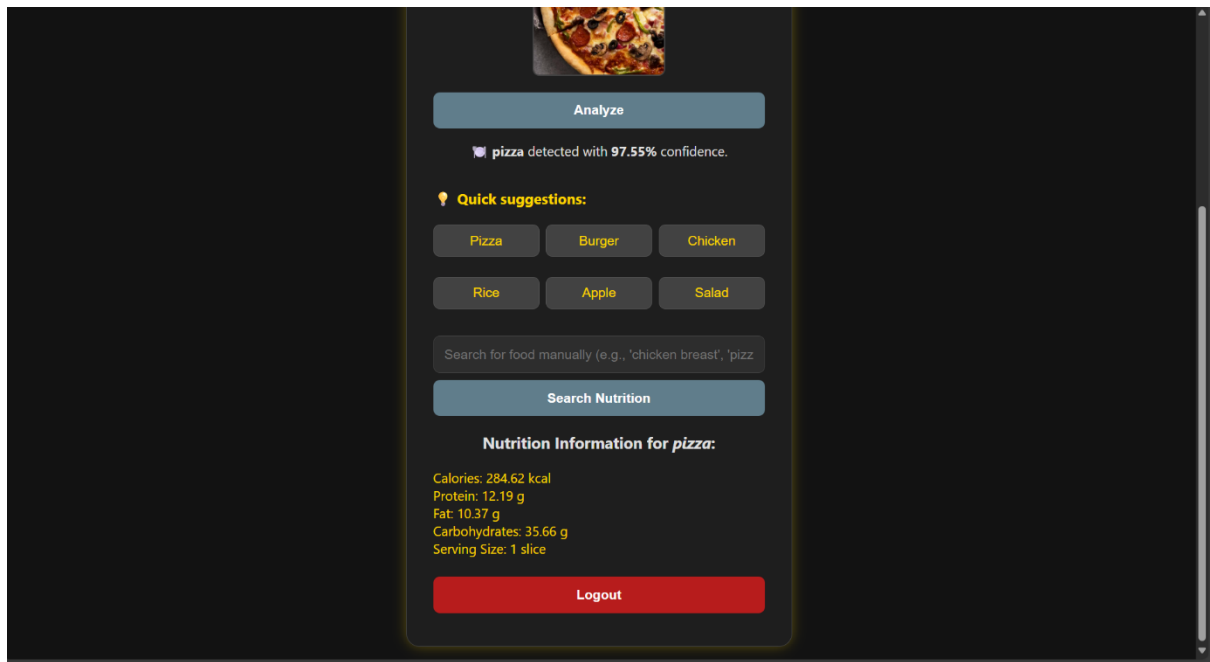 Analyze
🍽 pizza detected with 97.55% confidence.
💡 Quick suggestions:
Pizza Burger Chicken
Rice Apple Salad
Search for food manually (e.g., 'chicken breast', 'pizz
Search Nutrition
Nutrition Information for pizza:
Calories: 284.62 kcal
Protein: 12.19 g
Fat: 10.37 g
Carbohydrates: 35.66 g
Serving Size: 1 slice
Logout